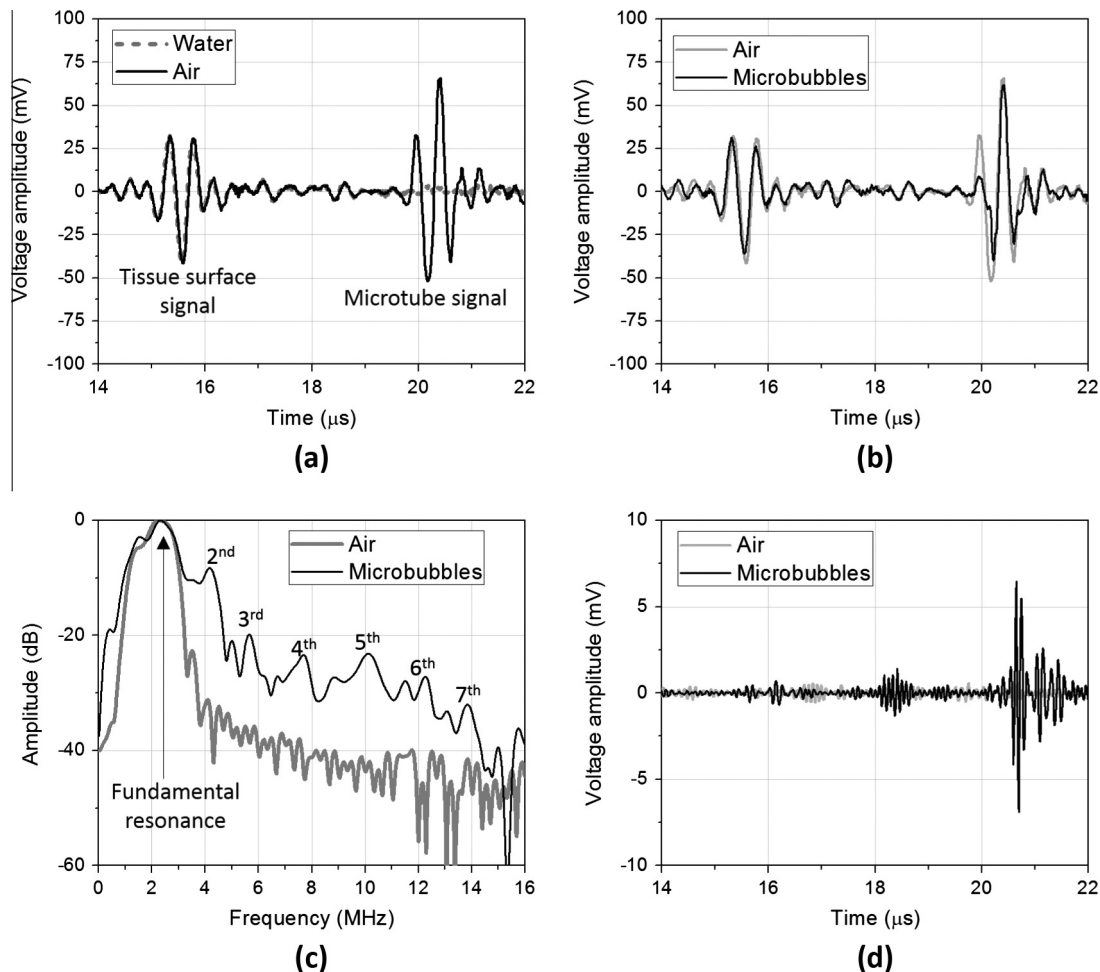 100
75
50
25
0
-25
-50
-75
-100
Voltage amplitude (mV)
Water
Air
Tissue surface
signal
Microtube signal
14 16 18 20 22
Time (μs)
(a)
100
75
50
25
0
-25
-50
-75
-100
Voltage amplitude (mV)
Air
Microbubbles
14 16 18 20 22
Time (μs)
(b)
0
-20
-40
-60
Amplitude (dB)
Air
Microbubbles
2nd
3rd
4th
5th
6th
7th
Fundamental
resonance
0 2 4 6 8 10 12 14 16
Frequency (MHz)
(c)
10
5
0
-5
-10
Voltage amplitude (mV)
Air
Microbubbles
14 16 18 20 22
Time (μs)
(d)